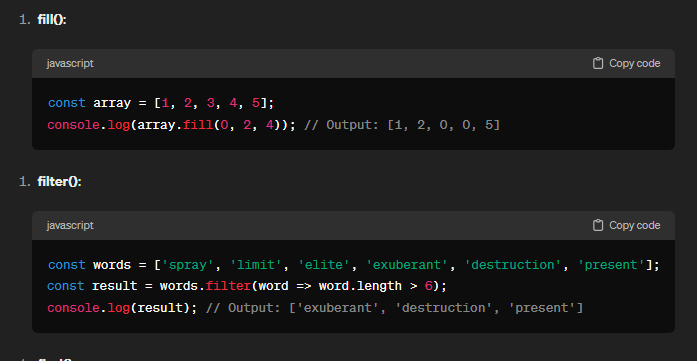 1. fill():
javascript Copy code
const array = [1, 2, 3, 4, 5];
console.log(array.fill(0, 2, 4)); // Output: [1, 2, 0, 0, 5]
1. filter():
javascript Copy code
const words = ['spray', 'limit', 'elite', 'exuberant', 'destruction', 'present'];
const result = words.filter(word => word.length > 6);
console.log(result); // Output: ['exuberant', 'destruction', 'present']